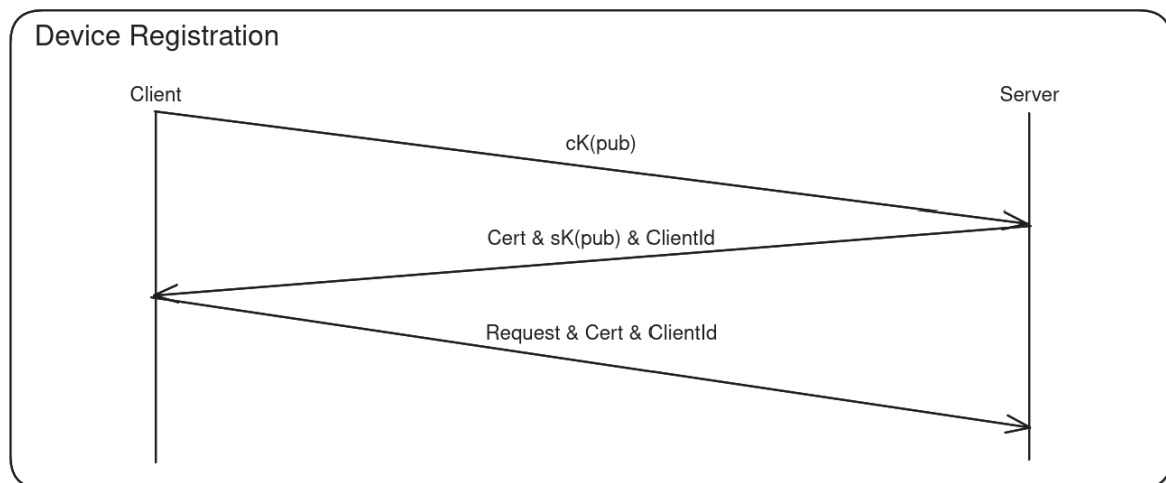 Device Registration
Client
Server
cK(pub)
Cert & sK(pub) & ClientId
Request & Cert & ClientId